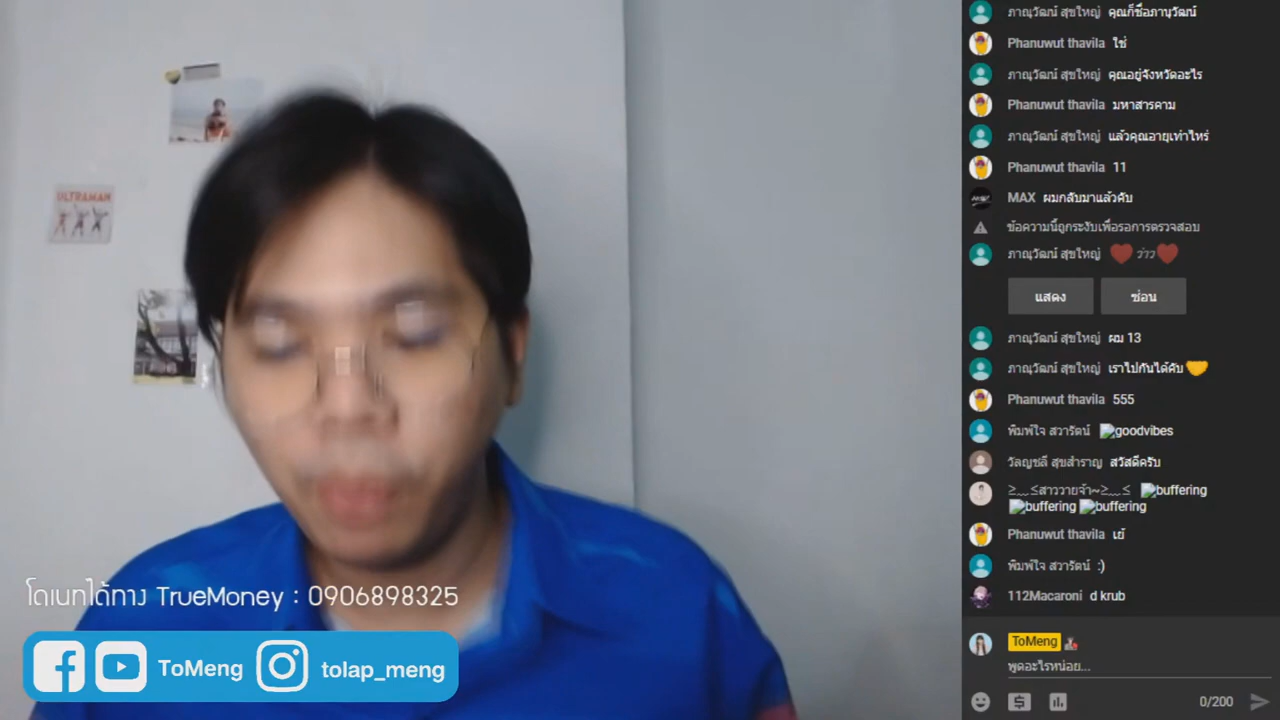 ULTRAMAN
โดเนทได้ทาง TrueMoney : 0906898325
ToMeng tolap_meng
ภาณุวัฒน์ สุขใหญ่ คุณก็ชื่อภานุวัฒน์
Phanuwut thavila ใช่
ภาณุวัฒน์ สุขใหญ่ คุณอยู่จังหวัดอะไร
Phanuwut thavila มหาสารคาม
ภาณุวัฒน์ สุขใหญ่ แล้วคุณอายุเท่าไหร่
Phanuwut thavila 11
MAX ผมกลับมาแล้วคับ
ข้อความนี้ถูกระงับเพื่อรอการตรวจสอบ
ภาณุวัฒน์ สุขใหญ่ ว่าว
แสดง ซ่อน
ภาณุวัฒน์ สุขใหญ่ ผม 13
ภาณุวัฒน์ สุขใหญ่ เราไปกันได้คับ
Phanuwut thavila 555
พิมพ์ใจ สวารัตน์ goodvibes
วัลญชลี สุขสำราญ สวัสดีครับ
≥﹏≤สาววายจ้า~≥﹏≤ buffering
buffering buffering
Phanuwut thavila เย้
พิมพ์ใจ สวารัตน์ :)
112Macaroni d krub
ToMeng
พูดอะไรหน่อย...
0/200